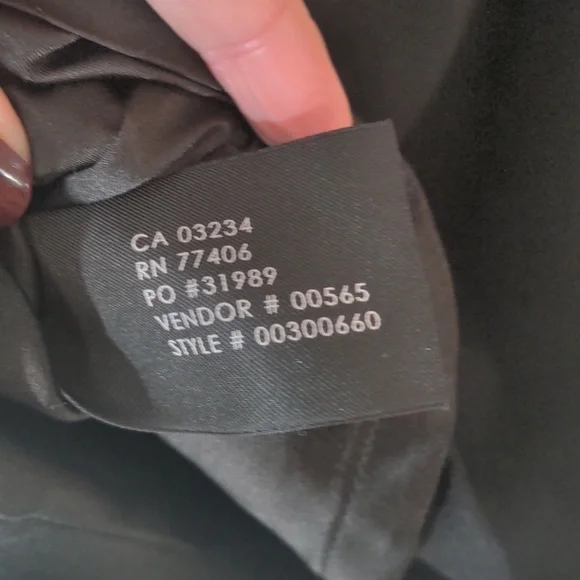 CA 03234
RN 77406
PO #31989
VENDOR # 00565
STYLE # 00300660